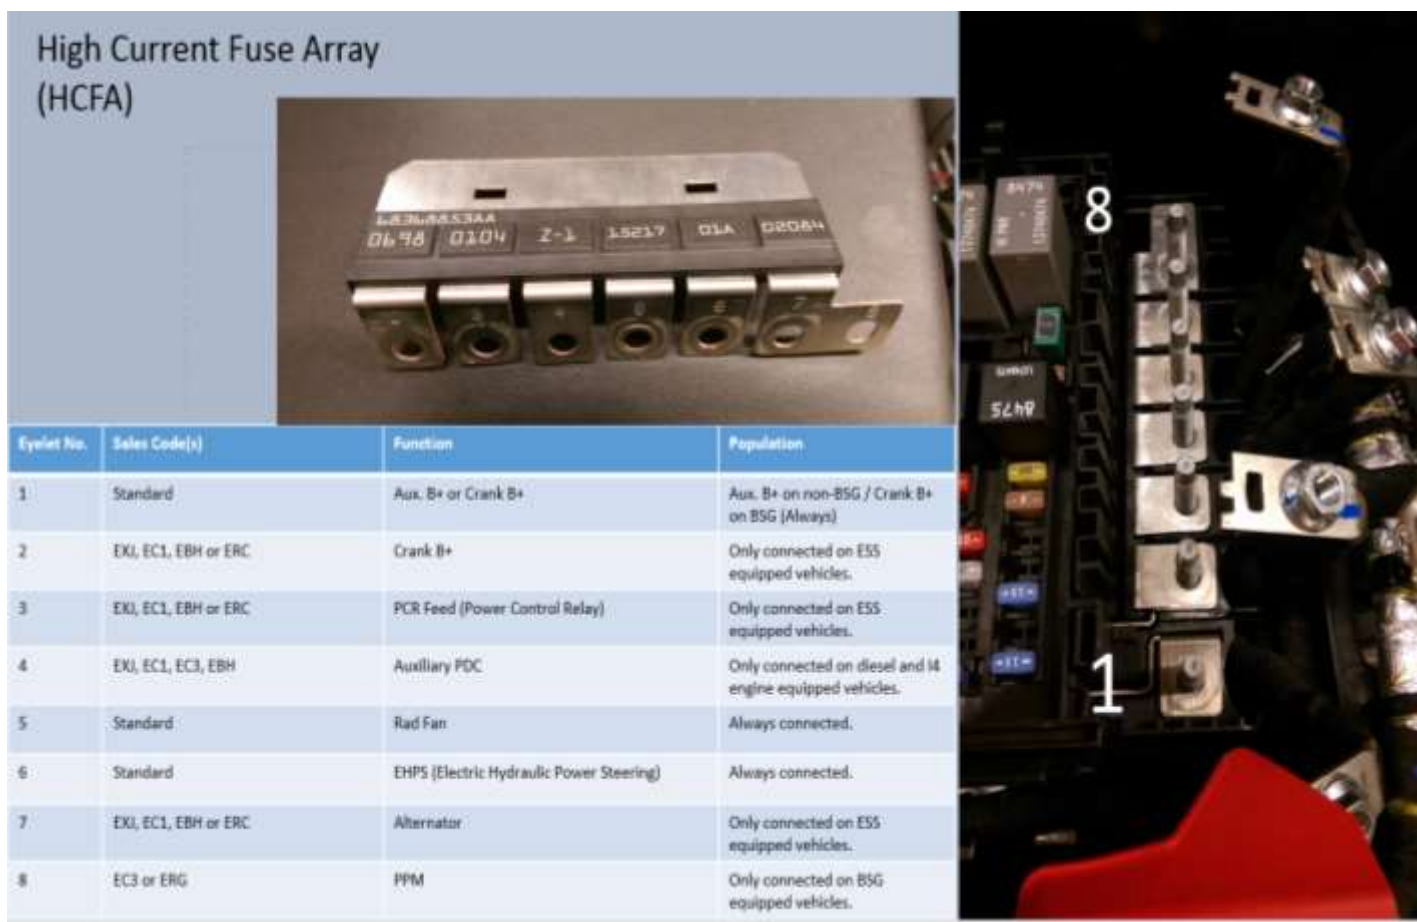 High Current Fuse Array
(HCFA)
68368853AA
0698 0104 Z-1 15217 01A 02084
6 7
8474
8
8475
1
Eyelet No. Sales Code(s) Function Population
1 Standard Aux. B+ or Crank B+ Aux. B+ on non-BSG / Crank B+
on BSG (Always)
2 EXJ, EC1, EBH or ERC Crank B+ Only connected on ESS
equipped vehicles.
3 EXJ, EC1, EBH or ERC PCR Feed (Power Control Relay) Only connected on ESS
equipped vehicles.
4 EXJ, EC1, EC3, EBH Auxiliary PDC Only connected on diesel and I4
engine equipped vehicles.
5 Standard Rad Fan Always connected.
6 Standard EHPS (Electric Hydraulic Power Steering) Always connected.
7 EXJ, EC1, EBH or ERC Alternator Only connected on ESS
equipped vehicles.
8 EC3 or ERG PPM Only connected on BSG
equipped vehicles.